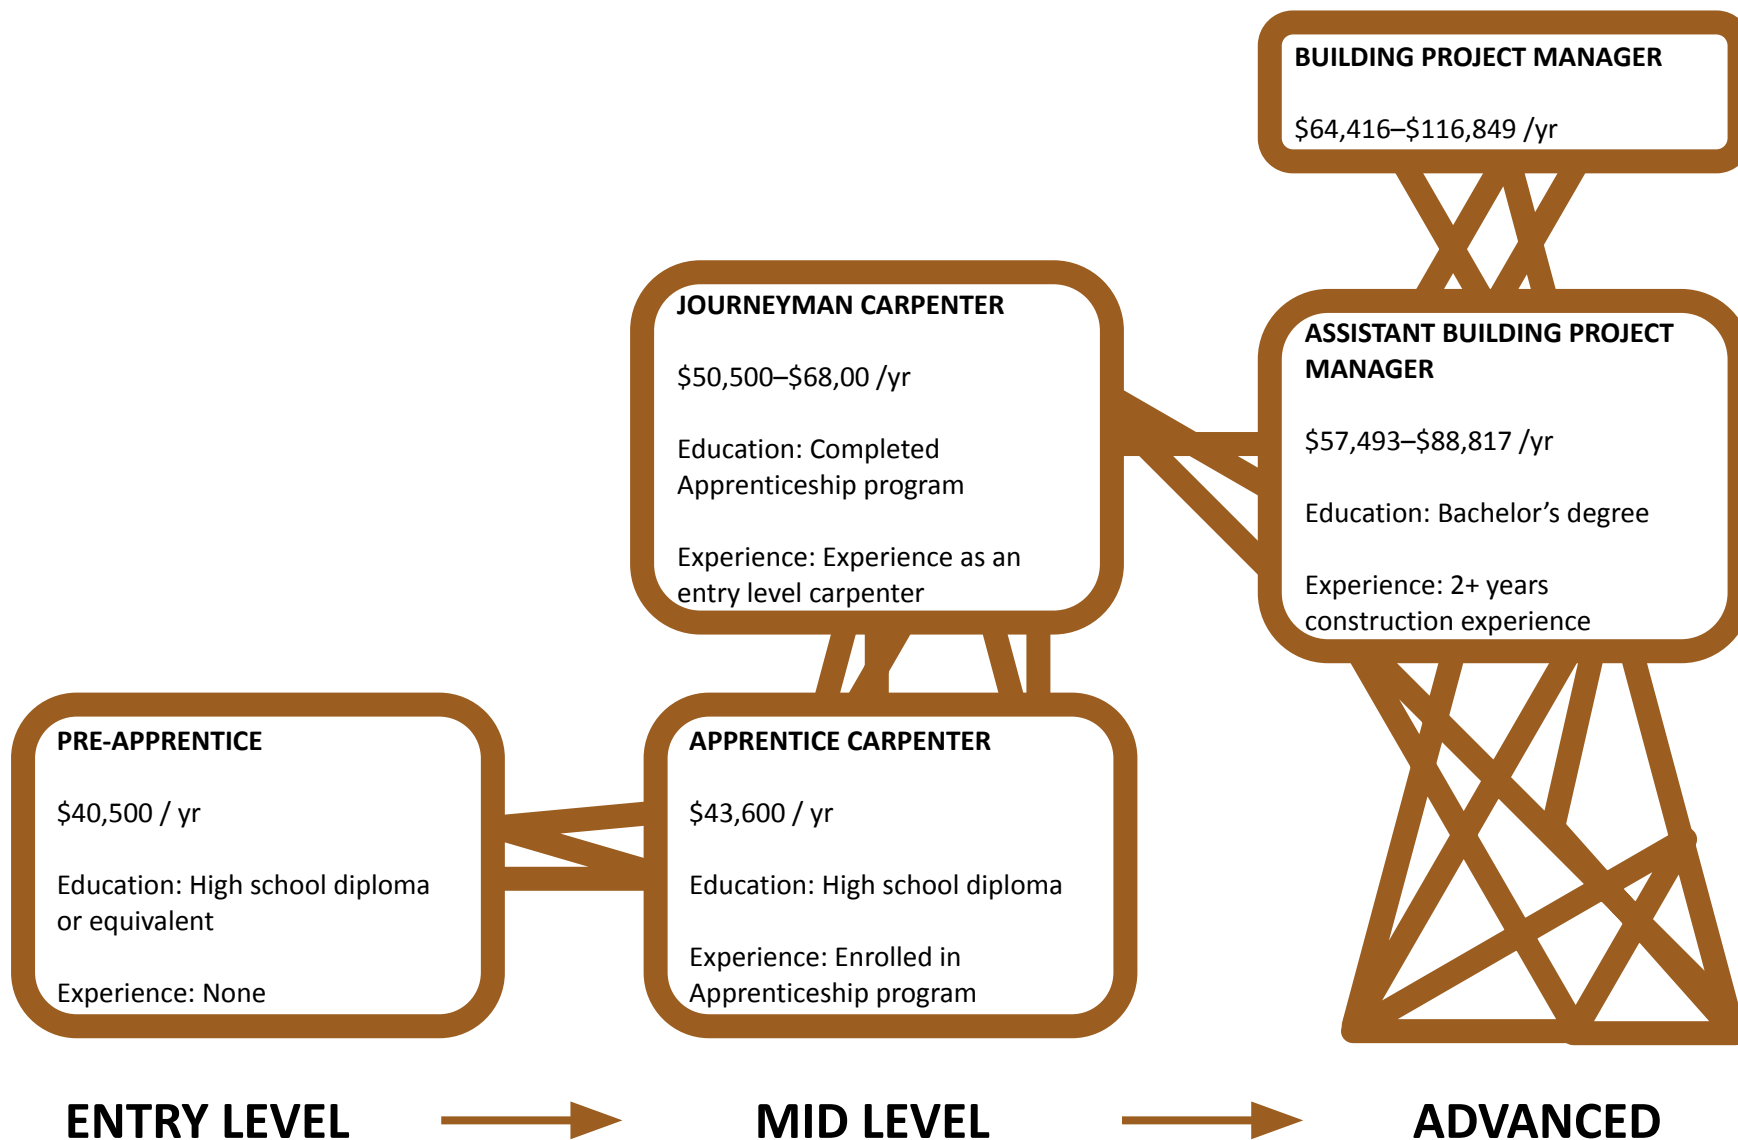 BUILDING PROJECT MANAGER
$64,416–$116,849 /yr
JOURNEYMAN CARPENTER
$50,500–$68,00 /yr
Education: Completed
Apprenticeship program
Experience: Experience as an
entry level carpenter
ASSISTANT BUILDING PROJECT
MANAGER
$57,493–$88,817 /yr
Education: Bachelor’s degree
Experience: 2+ years
construction experience
PRE-APPRENTICE
$40,500 / yr
Education: High school diploma
or equivalent
Experience: None
APPRENTICE CARPENTER
$43,600 / yr
Education: High school diploma
Experience: Enrolled in
Apprenticeship program
ENTRY LEVEL
MID LEVEL
ADVANCED